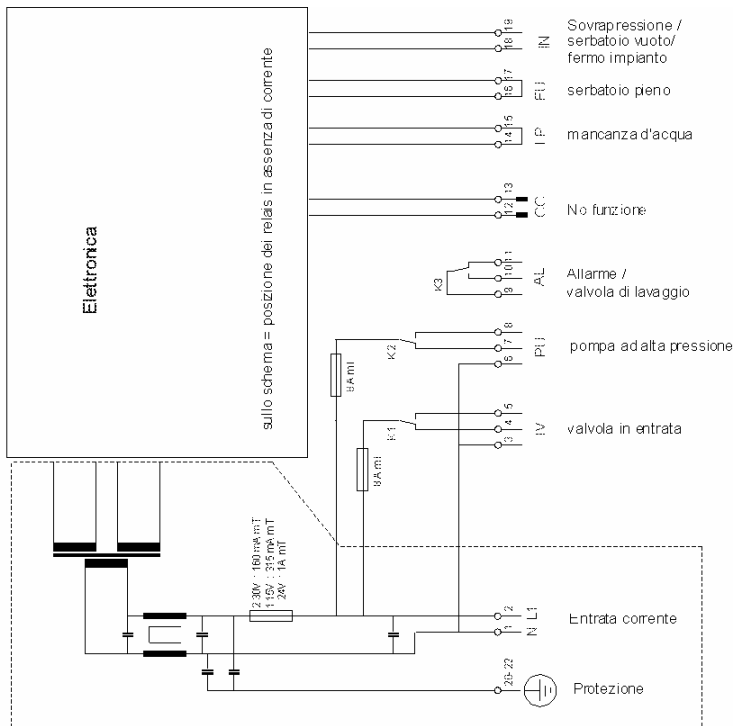 Elettronica
sullo schema = posizione dei relais in assenza di corrente
19
18
IN
Sovrapressione /
serbatoio vuoto/
fermo impianto
17
16
FU
serbatoio pieno
15
14
LP
mancanza d'acqua
13
12
CC
No funzione
K3
11
10
9
AL
Allarme /
valvola di lavaggio
K2
8
7
6
PU
pompa ad alta pressione
8A mT
K1
5
4
3
IV
valvola in entrata
8A mT
230V : 160 mA mT
115V : 315 mA mT
24V : 1A mT
2
1
L1
N
Entrata corrente
26-22
Protezione